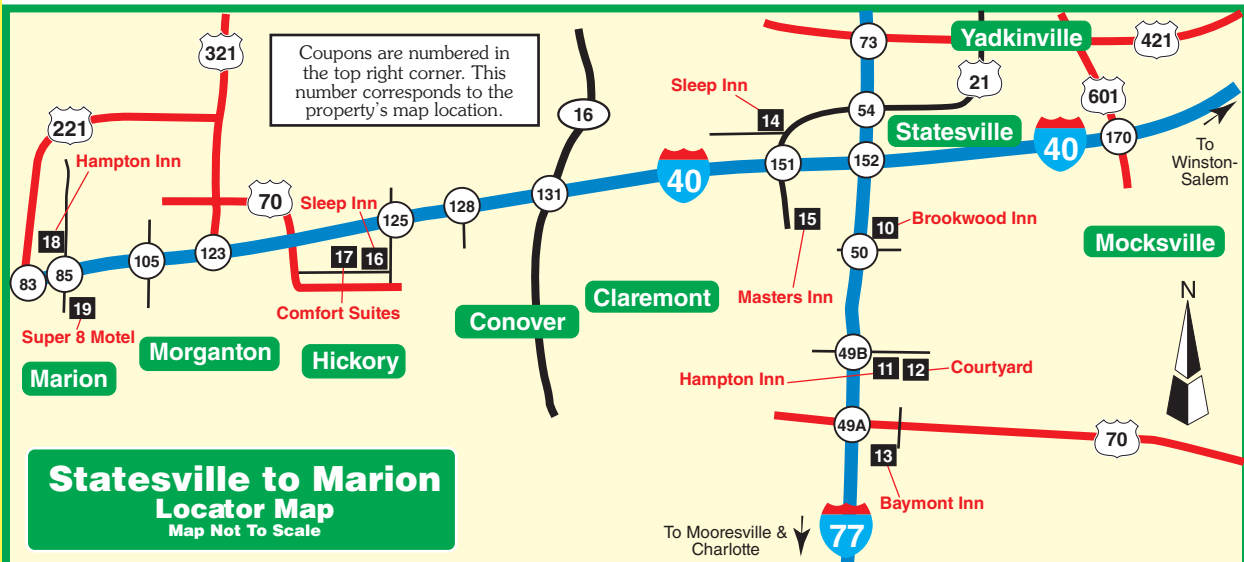 321
221
Coupons are numbered in
the top right corner. This
number corresponds to the
property's map location.
16
73
Yadkinville
421
21
601
Sleep Inn
14
54
Statesville
40
170
To
Winston-
Salem
Hampton Inn
18
70
Sleep Inn
125
128
131
40
151
152
15
Masters Inn
10
Brookwood Inn
50
Mocksville
N
83
85
105
123
17
16
Comfort Suites
19
Super 8 Motel
Marion
Morganton
Hickory
Conover
Claremont
49B
Hampton Inn
11
12
Courtyard
49A
70
13
Baymont Inn
77
To Mooresville &
Charlotte
Statesville to Marion
Locator Map
Map Not To Scale